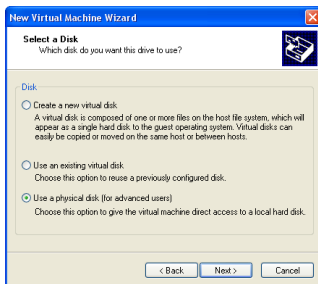 New Virtual Machine Wizard
Select a Disk
Which disk do you want this drive to use?
Disk
Create a new virtual disk
A virtual disk is composed of one or more files on the host file system, which will
appear as a single hard disk to the guest operating system. Virtual disks can
easily be copied or moved on the same host or between hosts.
Use an existing virtual disk
Choose this option to reuse a previously configured disk.
Use a physical disk (for advanced users)
Choose this option to give the virtual machine direct access to a local hard disk.
< Back
Next >
Cancel